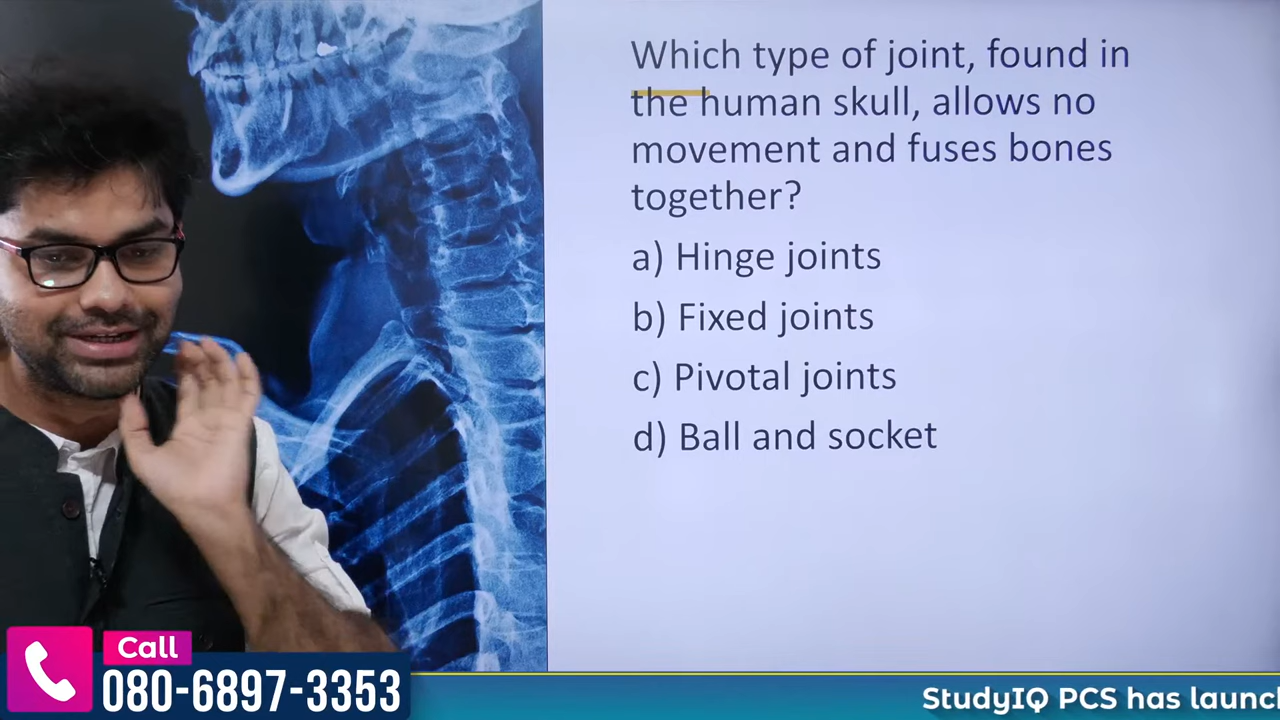 Which type of joint, found in
the human skull, allows no
movement and fuses bones
together?
a) Hinge joints
b) Fixed joints
c) Pivotal joints
d) Ball and socket
Call
080-6897-3353
StudyIQ PCS has launc